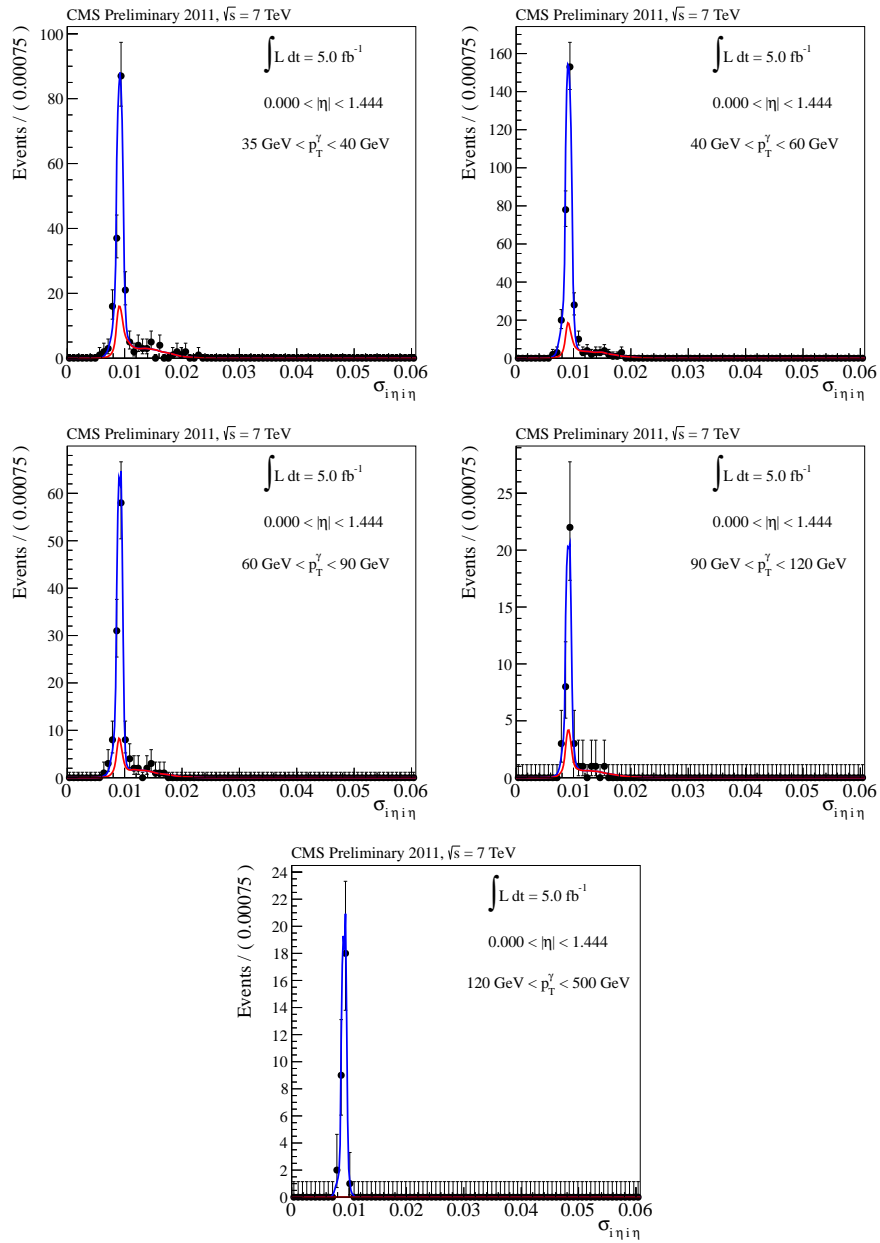 CMS Preliminary 2011, √s = 7 TeV
∫ L dt = 5.0 fb⁻¹
0.000 < |η| < 1.444
35 GeV < p_T^γ < 40 GeV
Events / ( 0.00075 )
100
80
60
40
20
0
0 0.01 0.02 0.03 0.04 0.05 0.06
σ_iηiη
CMS Preliminary 2011, √s = 7 TeV
∫ L dt = 5.0 fb⁻¹
0.000 < |η| < 1.444
40 GeV < p_T^γ < 60 GeV
Events / ( 0.00075 )
160
140
120
100
80
60
40
20
0
0 0.01 0.02 0.03 0.04 0.05 0.06
σ_iηiη
CMS Preliminary 2011, √s = 7 TeV
∫ L dt = 5.0 fb⁻¹
0.000 < |η| < 1.444
60 GeV < p_T^γ < 90 GeV
Events / ( 0.00075 )
60
50
40
30
20
10
0
0 0.01 0.02 0.03 0.04 0.05 0.06
σ_iηiη
CMS Preliminary 2011, √s = 7 TeV
∫ L dt = 5.0 fb⁻¹
0.000 < |η| < 1.444
90 GeV < p_T^γ < 120 GeV
Events / ( 0.00075 )
25
20
15
10
5
0
0 0.01 0.02 0.03 0.04 0.05 0.06
σ_iηiη
CMS Preliminary 2011, √s = 7 TeV
∫ L dt = 5.0 fb⁻¹
0.000 < |η| < 1.444
120 GeV < p_T^γ < 500 GeV
Events / ( 0.00075 )
24
22
20
18
16
14
12
10
8
6
4
2
0
0 0.01 0.02 0.03 0.04 0.05 0.06
σ_iηiη